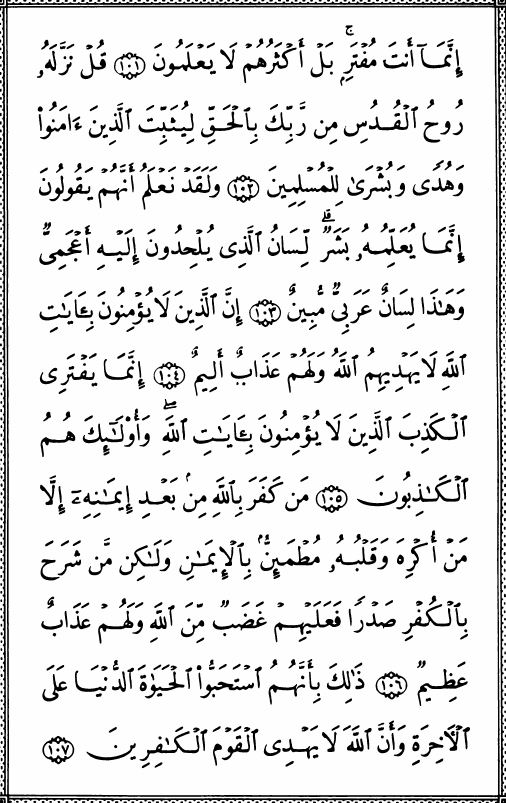 إِنَّمَآ أَنتَ مُفْتَرٍۭ ۚ بَلْ أَكْثَرُهُمْ لَا يَعْلَمُونَ ١٠١ قُلْ نَزَّلَهُۥ
رُوحُ ٱلْقُدُسِ مِن رَّبِّكَ بِٱلْحَقِّ لِيُثَبِّتَ ٱلَّذِينَ ءَامَنُوا۟
وَهُدًى وَبُشْرَىٰ لِلْمُسْلِمِينَ ١٠٢ وَلَقَدْ نَعْلَمُ أَنَّهُمْ يَقُولُونَ
إِنَّمَا يُعَلِّمُهُۥ بَشَرٌ ۗ لِّسَانُ ٱلَّذِى يُلْحِدُونَ إِلَيْهِ أَعْجَمِىٌّ
وَهَٰذَا لِسَانٌ عَرَبِىٌّ مُّبِينٌ ١٠٣ إِنَّ ٱلَّذِينَ لَا يُؤْمِنُونَ بِـَٔايَٰتِ
ٱللَّهِ لَا يَهْدِيهِمُ ٱللَّهُ وَلَهُمْ عَذَابٌ أَلِيمٌ ١٠٤ إِنَّمَا يَفْتَرِى
ٱلْكَذِبَ ٱلَّذِينَ لَا يُؤْمِنُونَ بِـَٔايَٰتِ ٱللَّهِ ۖ وَأُو۟لَٰٓئِكَ هُمُ
ٱلْكَٰذِبُونَ ١٠٥ مَن كَفَرَ بِٱللَّهِ مِنۢ بَعْدِ إِيمَٰنِهِۦٓ إِلَّا
مَنْ أُكْرِهَ وَقَلْبُهُۥ مُطْمَئِنٌّۢ بِٱلْإِيمَٰنِ وَلَٰكِن مَّن شَرَحَ
بِٱلْكُفْرِ صَدْرًا فَعَلَيْهِمْ غَضَبٌ مِّنَ ٱللَّهِ وَلَهُمْ عَذَابٌ
عَظِيمٌ ١٠٦ ذَٰلِكَ بِأَنَّهُمُ ٱسْتَحَبُّوا۟ ٱلْحَيَوٰةَ ٱلدُّنْيَا عَلَى
ٱلْـَٔاخِرَةِ وَأَنَّ ٱللَّهَ لَا يَهْدِى ٱلْقَوْمَ ٱلْكَٰفِرِينَ ١٠٧